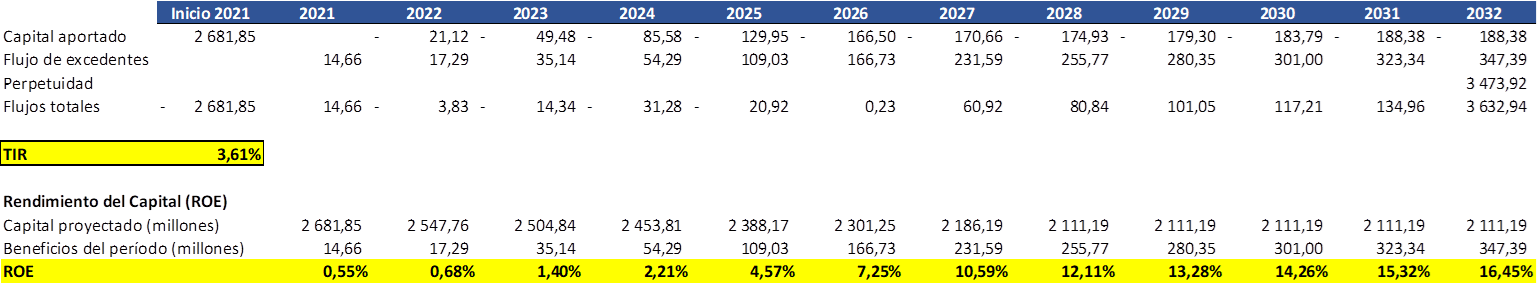 Inicio 2021 2021 2022 2023 2024 2025 2026 2027 2028 2029 2030 2031 2032
Capital aportado 2 681,85 - 21,12 - 49,48 - 85,58 - 129,95 - 166,50 - 170,66 - 174,93 - 179,30 - 183,79 - 188,38 - 188,38
Flujo de excedentes 14,66 17,29 35,14 54,29 109,03 166,73 231,59 255,77 280,35 301,00 323,34 347,39
Perpetuidad 3 473,92
Flujos totales - 2 681,85 14,66 - 3,83 - 14,34 - 31,28 - 20,92 0,23 60,92 80,84 101,05 117,21 134,96 3 632,94
TIR 3,61%
Rendimiento del Capital (ROE)
Capital proyectado (millones) 2 681,85 2 547,76 2 504,84 2 453,81 2 388,17 2 301,25 2 186,19 2 111,19 2 111,19 2 111,19 2 111,19 2 111,19
Beneficios del período (millones) 14,66 17,29 35,14 54,29 109,03 166,73 231,59 255,77 280,35 301,00 323,34 347,39
ROE 0,55% 0,68% 1,40% 2,21% 4,57% 7,25% 10,59% 12,11% 13,28% 14,26% 15,32% 16,45%